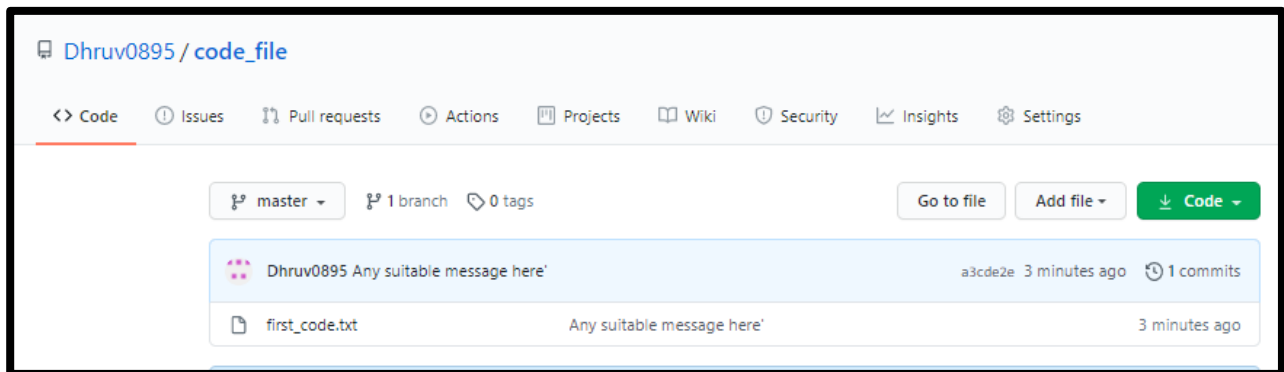 Dhruv0895 / code_file
<> Code Issues Pull requests Actions Projects Wiki Security Insights Settings
master 1 branch 0 tags Go to file Add file Code
Dhruv0895 Any suitable message here' a3cde2e 3 minutes ago 1 commits
first_code.txt Any suitable message here' 3 minutes ago